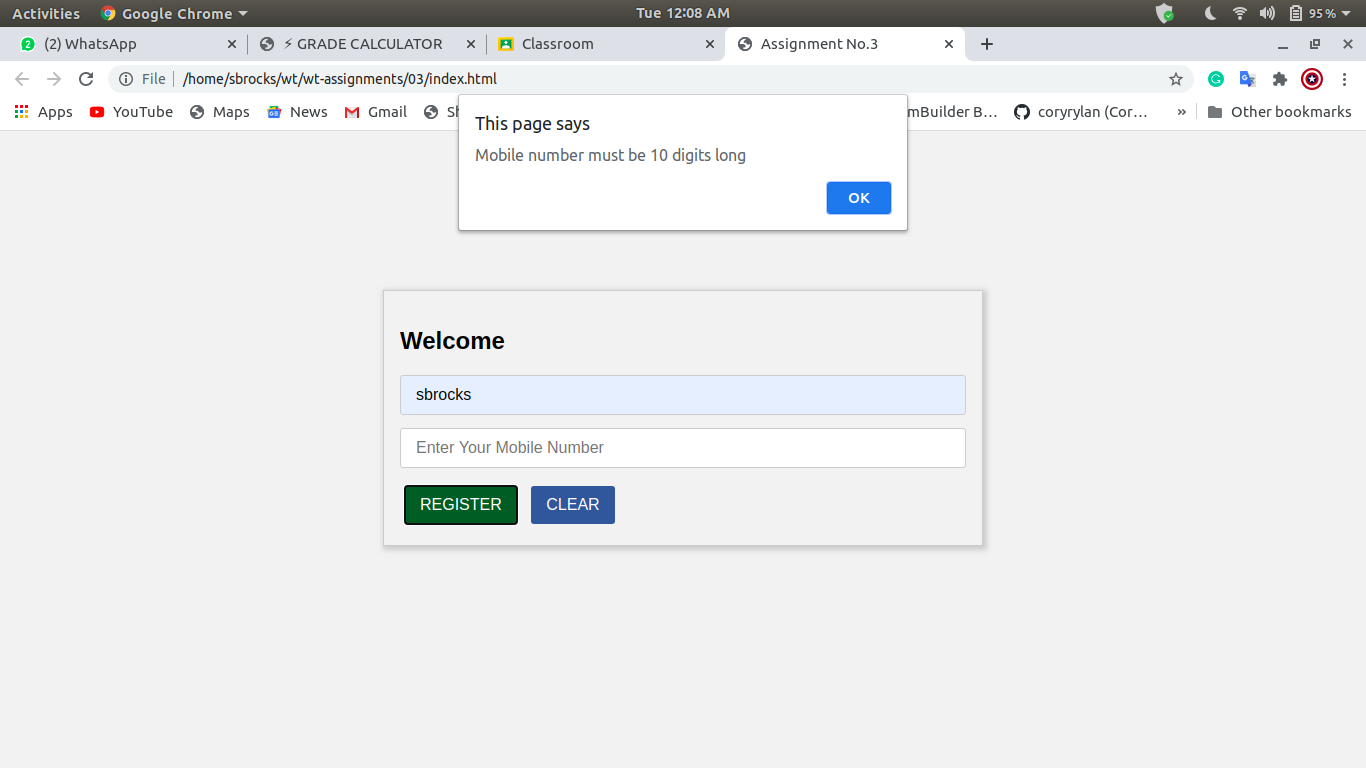 Activities Google Chrome Tue 12:08 AM 95%
2 (2) WhatsApp ⚡ GRADE CALCULATOR Classroom Assignment No.3
File /home/sbrocks/wt/wt-assignments/03/index.html
Apps YouTube Maps News Gmail mBuilder B… coryrylan (Cor… » Other bookmarks
This page says
Mobile number must be 10 digits long
OK
Welcome
sbrocks
Enter Your Mobile Number
REGISTER CLEAR